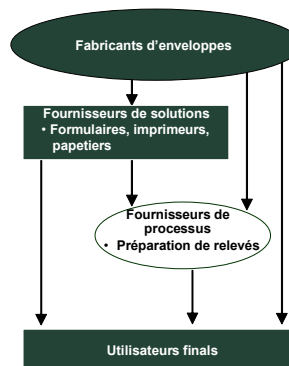 Fabricants d’enveloppes
Fournisseurs de solutions
• Formulaires, imprimeurs,
papetiers
Fournisseurs de
processus
• Préparation de relevés
Utilisateurs finals